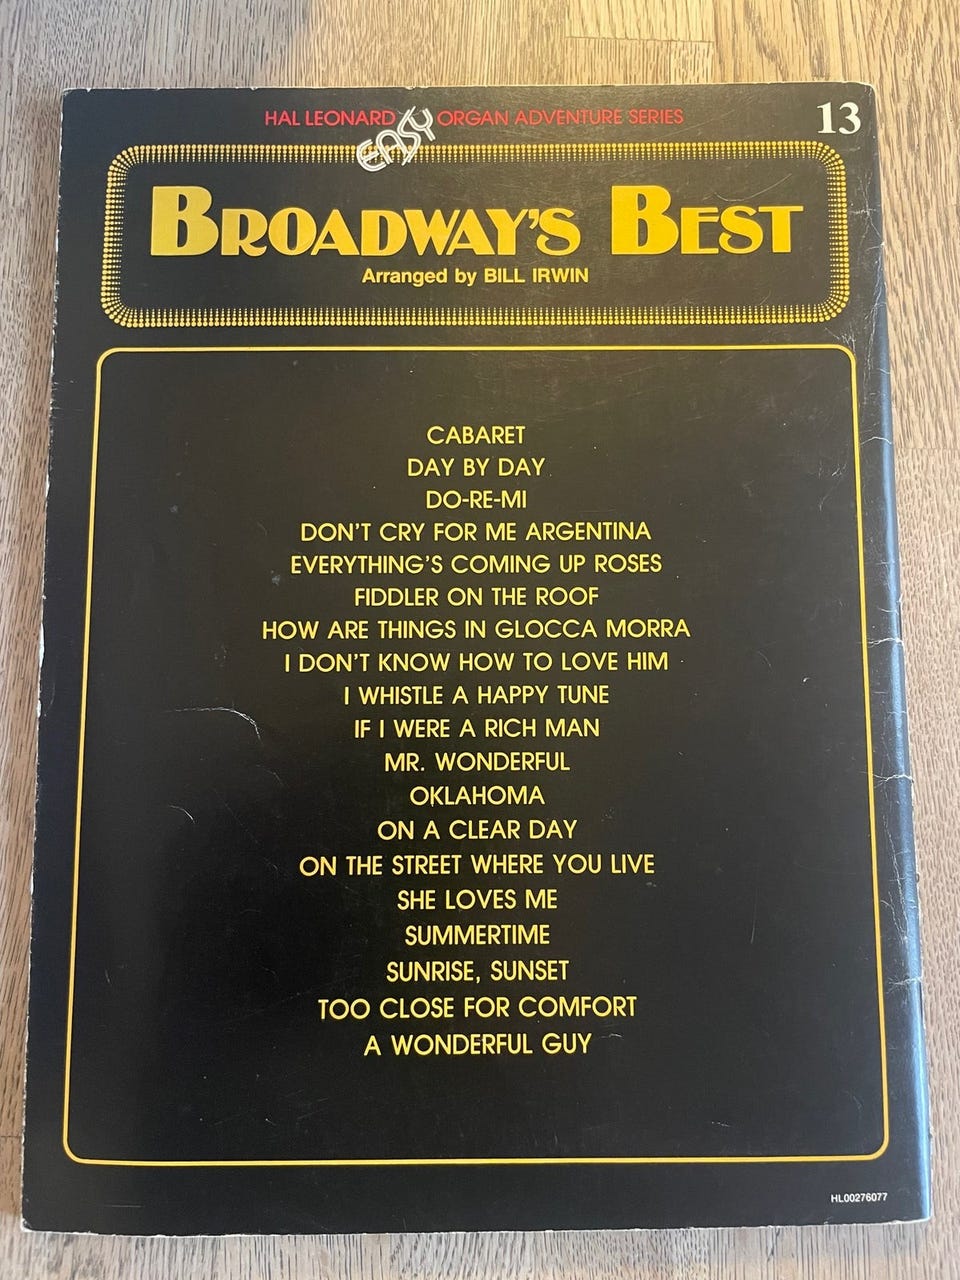 HAL LEONARD EASY ORGAN ADVENTURE SERIES
13
BROADWAY'S BEST
Arranged by BILL IRWIN
CABARET
DAY BY DAY
DO-RE-MI
DON'T CRY FOR ME ARGENTINA
EVERYTHING'S COMING UP ROSES
FIDDLER ON THE ROOF
HOW ARE THINGS IN GLOCCA MORRA
I DON'T KNOW HOW TO LOVE HIM
I WHISTLE A HAPPY TUNE
IF I WERE A RICH MAN
MR. WONDERFUL
OKLAHOMA
ON A CLEAR DAY
ON THE STREET WHERE YOU LIVE
SHE LOVES ME
SUMMERTIME
SUNRISE, SUNSET
TOO CLOSE FOR COMFORT
A WONDERFUL GUY
HL00276077